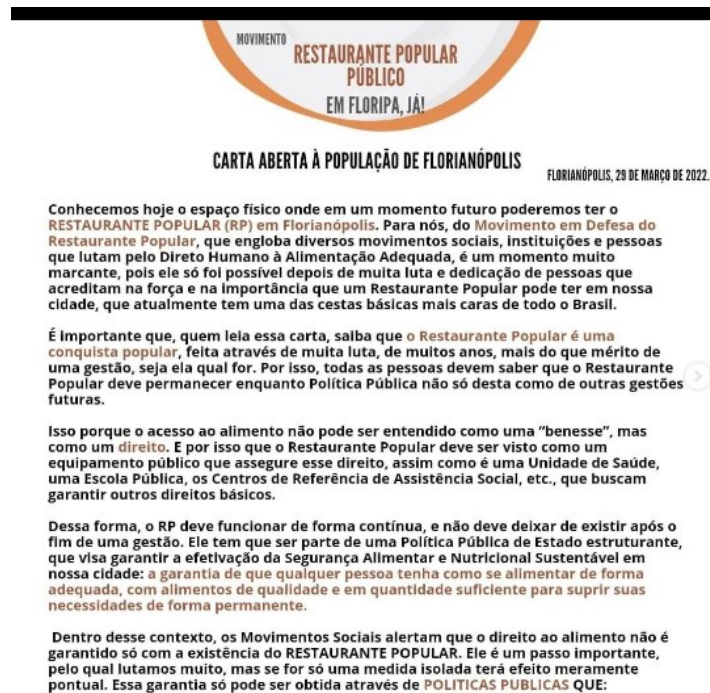 MOVIMENTO
RESTAURANTE POPULAR
PÚBLICO
EM FLORIPA, JÁ!
CARTA ABERTA À POPULAÇÃO DE FLORIANÓPOLIS
FLORIANÓPOLIS, 29 DE MARÇO DE 2022.
Conhecemos hoje o espaço físico onde em um momento futuro poderemos ter o
RESTAURANTE POPULAR (RP) em Florianópolis. Para nós, do Movimento em Defesa do
Restaurante Popular, que engloba diversos movimentos sociais, instituições e pessoas
que lutam pelo Direto Humano à Alimentação Adequada, é um momento muito
marcante, pois ele só foi possível depois de muita luta e dedicação de pessoas que
acreditam na força e na importância que um Restaurante Popular pode ter em nossa
cidade, que atualmente tem uma das cestas básicas mais caras de todo o Brasil.
É importante que, quem leia essa carta, saiba que o Restaurante Popular é uma
conquista popular, feita através de muita luta, de muitos anos, mais do que mérito de
uma gestão, seja ela qual for. Por isso, todas as pessoas devem saber que o Restaurante
Popular deve permanecer enquanto Política Pública não só desta como de outras gestões
futuras.
Isso porque o acesso ao alimento não pode ser entendido como uma "benesse", mas
como um direito. E por isso que o Restaurante Popular deve ser visto como um
equipamento público que assegure esse direito, assim como é uma Unidade de Saúde,
uma Escola Pública, os Centros de Referência de Assistência Social, etc., que buscam
garantir outros direitos básicos.
Dessa forma, o RP deve funcionar de forma contínua, e não deve deixar de existir após o
fim de uma gestão. Ele tem que ser parte de uma Política Pública de Estado estruturante,
que visa garantir a efetivação da Segurança Alimentar e Nutricional Sustentável em
nossa cidade: a garantia de que qualquer pessoa tenha como se alimentar de forma
adequada, com alimentos de qualidade e em quantidade suficiente para suprir suas
necessidades de forma permanente.
Dentro desse contexto, os Movimentos Sociais alertam que o direito ao alimento não é
garantido só com a existência do RESTAURANTE POPULAR. Ele é um passo importante,
pelo qual lutamos muito, mas se for só uma medida isolada terá efeito meramente
pontual. Essa garantia só pode ser obtida através de POLITICAS PUBLICAS QUE: